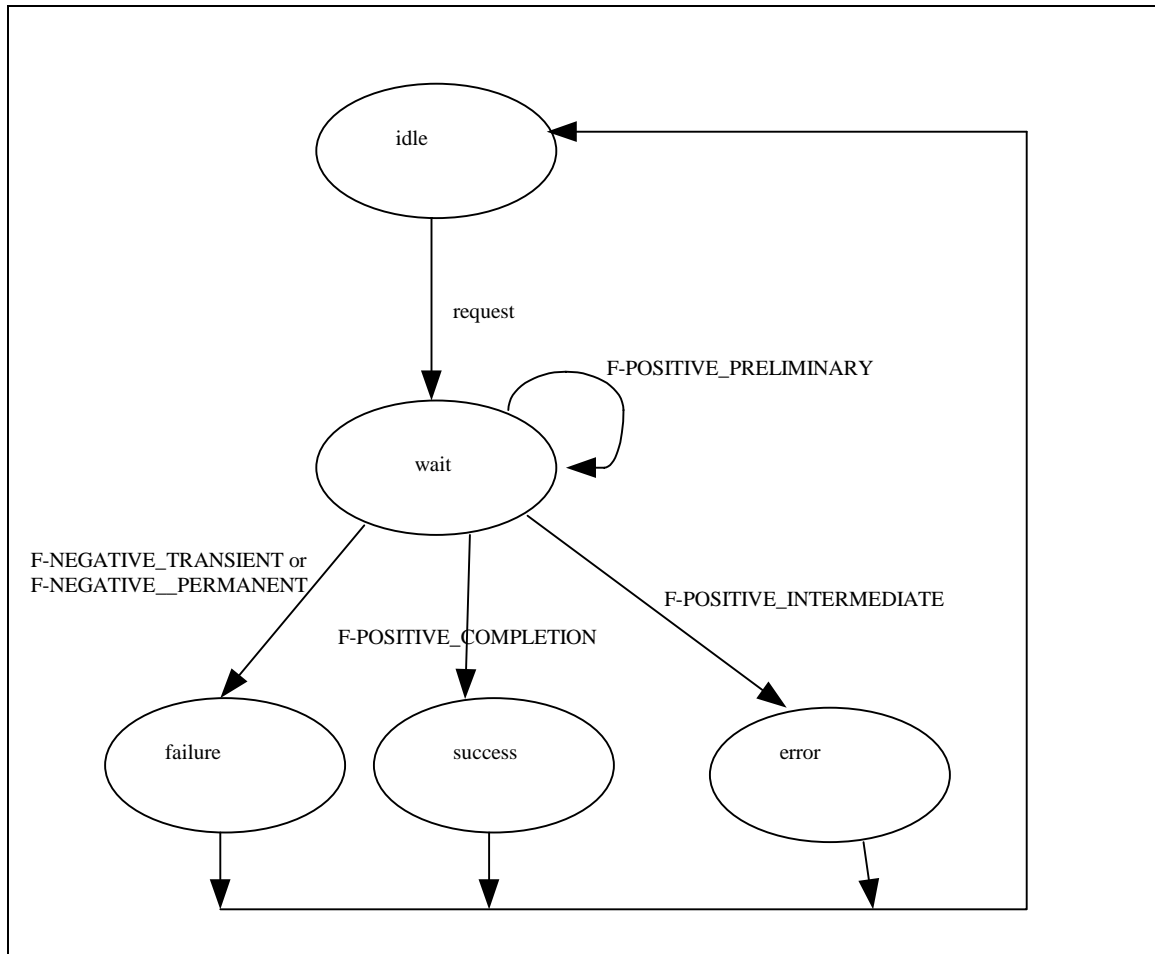 idle
request
F-POSITIVE_PRELIMINARY
wait
F-NEGATIVE_TRANSIENT or
F-NEGATIVE__PERMANENT
F-POSITIVE_INTERMEDIATE
F-POSITIVE_COMPLETION
failure
success
error